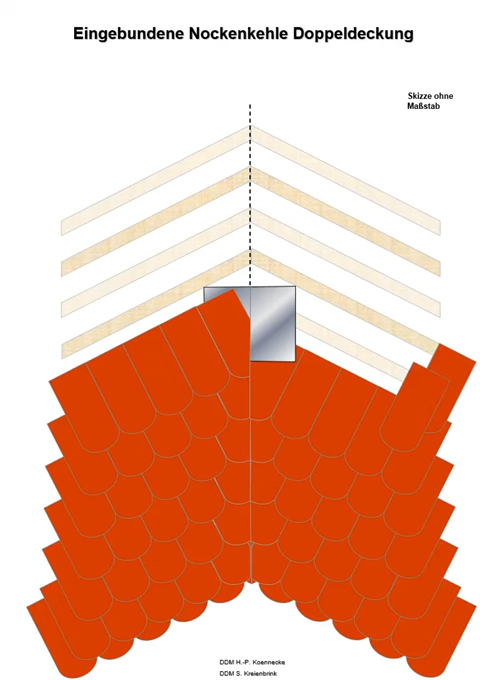 Eingebundene Nockenkehle Doppeldeckung
Skizze ohne
Maßstab
DDM H.-P. Koennecke
DDM S. Kreienbrink